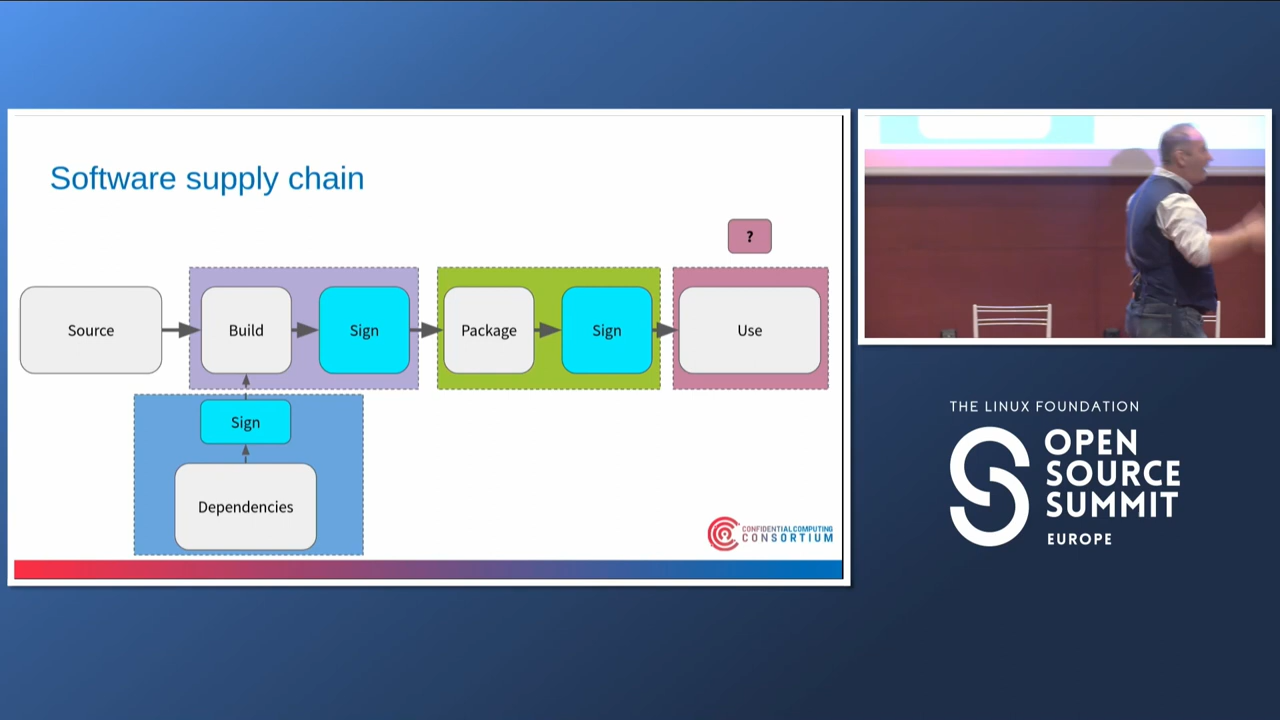 Software supply chain
?
Source
Build
Sign
Package
Sign
Use
Sign
Dependencies
CONFIDENTIAL COMPUTING
CONSORTIUM
THE LINUX FOUNDATION
OPEN
SOURCE
SUMMIT
EUROPE